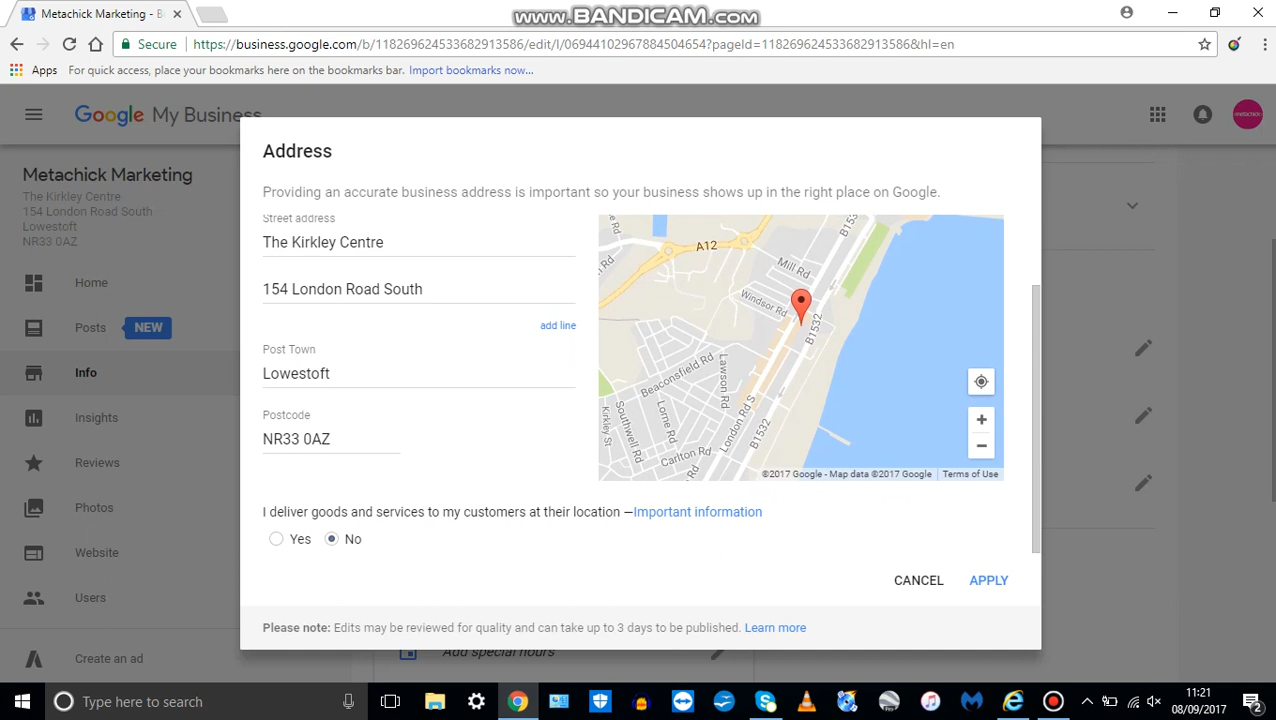 Metachick Marketing - B
www.BANDICAM.com
Secure
https://business.google.com/b/118269624533682913586/edit/l/06944102967884504654?pageId=118269624533682913586&hl=en
Apps
For quick access, place your bookmarks here on the bookmarks bar.
Import bookmarks now...
Google My Business
Metachick Marketing
The Kirkley Centre
154 London Road South
Lowestoft
NR33 0AZ
Home
Posts
NEW
Info
Insights
Reviews
Photos
Website
Users
Create an ad
Address
Providing an accurate business address is important so your business shows up in the right place on Google.
Street address
The Kirkley Centre
154 London Road South
add line
Post Town
Lowestoft
Postcode
NR33 0AZ
A12
B153
Mill Rd
Windsor Rd
B1532
Beaconsfield Rd
Lawson Rd
Lorne Rd
Southwell Rd
Kirkley St
London Rd S
B1532
Carlton Rd
©2017 Google - Map data ©2017 Google
Terms of Use
I deliver goods and services to my customers at their location —Important information
Yes
No
CANCEL
APPLY
Please note: Edits may be reviewed for quality and can take up to 3 days to be published. Learn more
Add special hours
Type here to search
11:21
08/09/2017
2